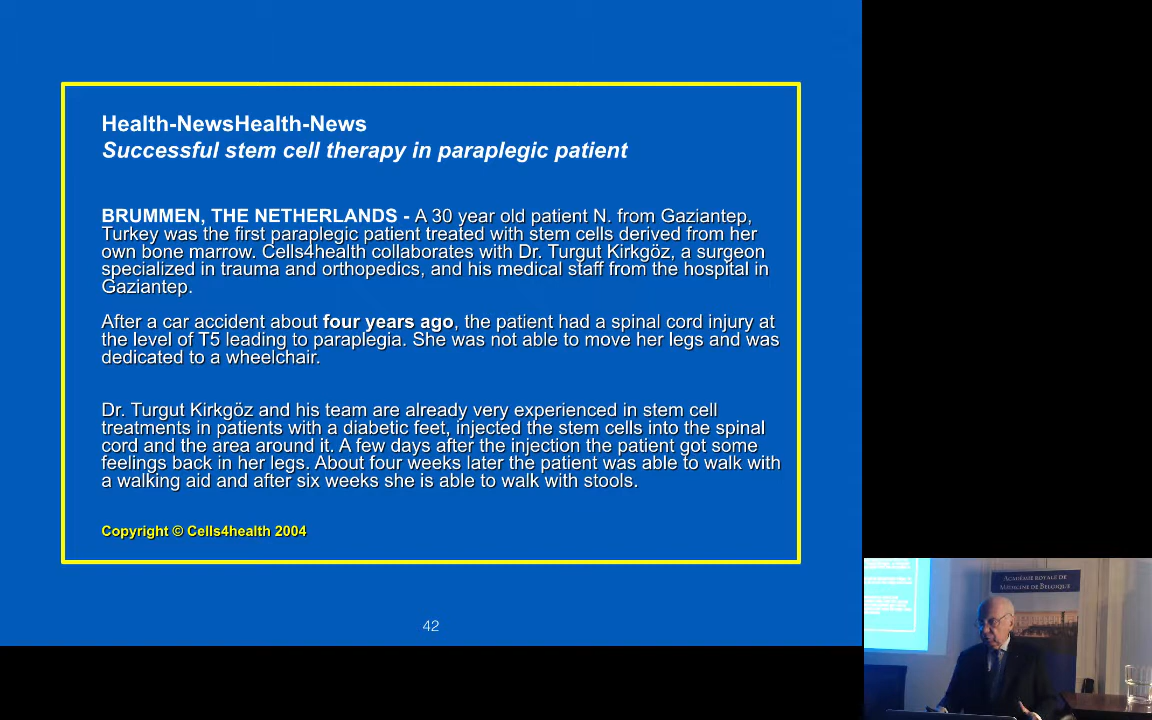 Health-NewsHealth-News
Successful stem cell therapy in paraplegic patient
BRUMMEN, THE NETHERLANDS - A 30 year old patient N. from Gaziantep,
Turkey was the first paraplegic patient treated with stem cells derived from her
own bone marrow. Cells4health collaborates with Dr. Turgut Kirkgöz, a surgeon
specialized in trauma and orthopedics, and his medical staff from the hospital in
Gaziantep.
After a car accident about four years ago, the patient had a spinal cord injury at
the level of T5 leading to paraplegia. She was not able to move her legs and was
dedicated to a wheelchair.
Dr. Turgut Kirkgöz and his team are already very experienced in stem cell
treatments in patients with a diabetic feet, injected the stem cells into the spinal
cord and the area around it. A few days after the injection the patient got some
feelings back in her legs. About four weeks later the patient was able to walk with
a walking aid and after six weeks she is able to walk with stools.
Copyright © Cells4health 2004
42
Académie royale de
Médecine de Belgique